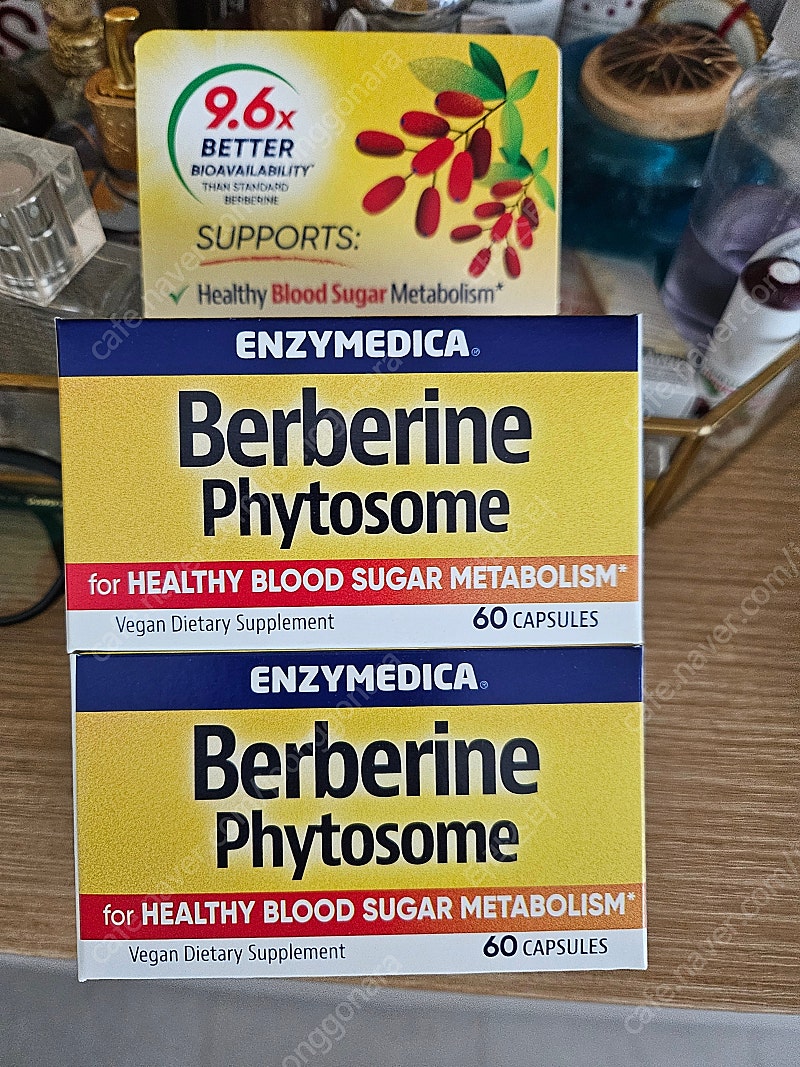 9.6x
BETTER
BIOAVAILABILITY*
THAN STANDARD
BERBERINE
SUPPORTS:
✓ Healthy Blood Sugar Metabolism*
ENZYMEDICA®
Berberine
Phytosome
for HEALTHY BLOOD SUGAR METABOLISM*
Vegan Dietary Supplement 60 CAPSULES
ENZYMEDICA®
Berberine
Phytosome
for HEALTHY BLOOD SUGAR METABOLISM*
Vegan Dietary Supplement 60 CAPSULES